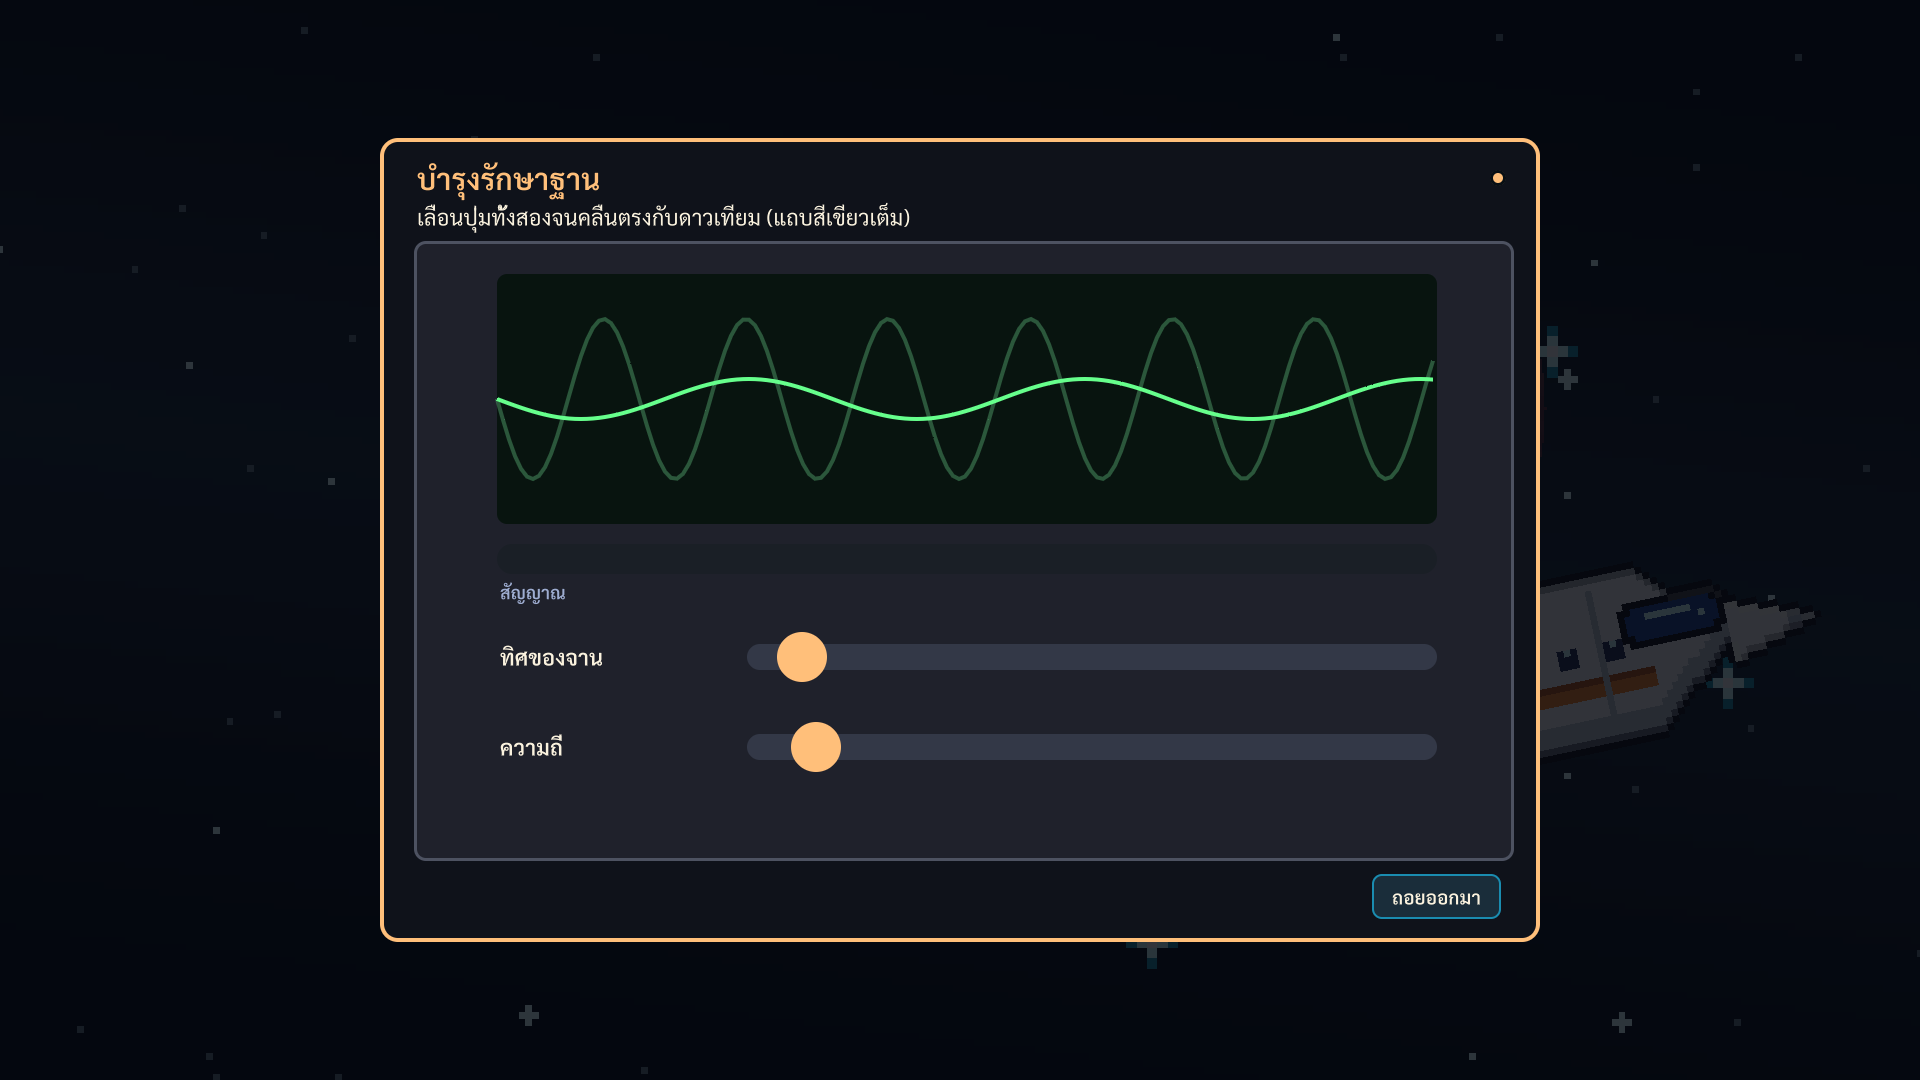 บำรุงรักษาฐาน
เลื่อนปุ่มทั้งสองจนคลื่นตรงกับดาวเทียม (แถบสีเขียวเต็ม)
สัญญาณ
ทิศของจาน
ความถี่
ถอยออกมา